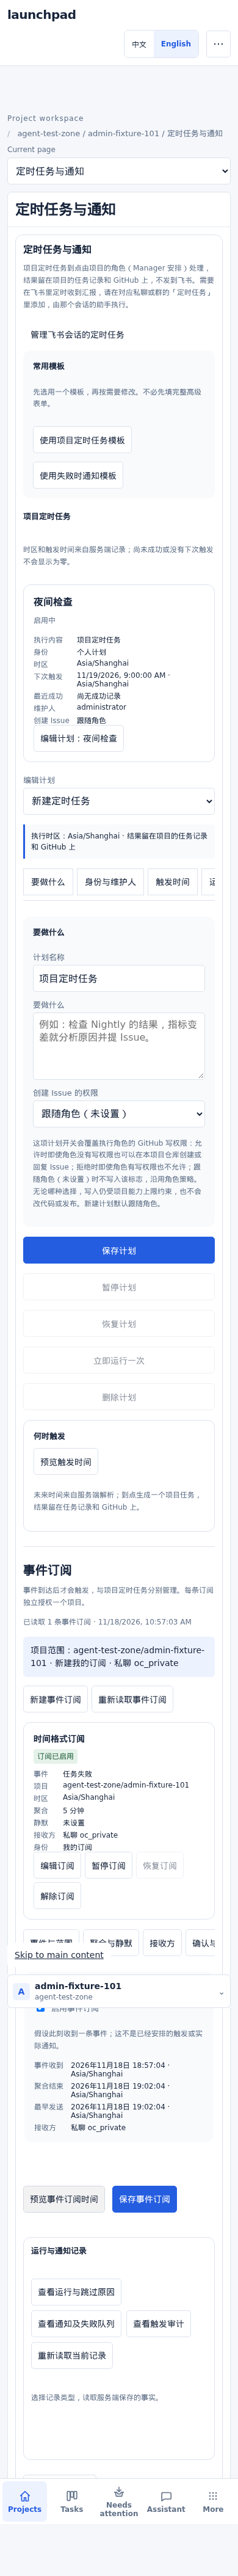 launchpad
中文
English
···
Project workspace
/ agent-test-zone / admin-fixture-101 / 定时任务与通知
Current page
定时任务与通知
定时任务与通知
定时任务与通知
项目定时任务到点由项目的角色（Manager 安排）处理，
结果留在项目的任务记录和 GitHub 上，不发到飞书。需要
在飞书里定时收到汇报，请在对应私聊或群的「定时任务」
里添加，由那个会话的助手执行。
管理飞书会话的定时任务
常用模板
先选用一个模板，再按需要修改。不必先填完整高级
表单。
使用项目定时任务模板
使用失败时通知模板
项目定时任务
时区和触发时间来自服务端记录；尚未成功或没有下次触发
不会显示为零。
夜间检查
启用中
执行内容 项目定时任务
身份 个人计划
时区 Asia/Shanghai
下次触发 11/19/2026, 9:00:00 AM ·
Asia/Shanghai
最近成功 尚无成功记录
维护人 administrator
创建 Issue 跟随角色
编辑计划：夜间检查
编辑计划
新建定时任务
执行时区：Asia/Shanghai · 结果留在项目的任务记录
和 GitHub 上
要做什么
身份与维护人
触发时间
要做什么
计划名称
项目定时任务
要做什么
例如：检查 Nightly 的结果，指标变
差就分析原因并提 Issue。
创建 Issue 的权限
跟随角色（未设置）
这项计划开关会覆盖执行角色的 GitHub 写权限：允
许时即使角色没有写权限也可以在本项目仓库创建或
回复 Issue；拒绝时即使角色有写权限也不允许；跟
随角色（未设置）时不写入该标志，沿用角色策略。
无论哪种选择，写入仍受项目能力上限约束，也不会
改代码或发布。新建计划默认跟随角色。
保存计划
暂停计划
恢复计划
立即运行一次
删除计划
何时触发
预览触发时间
未来时间来自服务端解析；到点生成一个项目任务，
结果留在任务记录和 GitHub 上。
事件订阅
事件到达后才会触发，与项目定时任务分别管理。每条订阅
独立授权一个项目。
已读取 1 条事件订阅 · 11/18/2026, 10:57:03 AM
项目范围：agent-test-zone/admin-fixture-
101 · 新建我的订阅 · 私聊 oc_private
新建事件订阅
重新读取事件订阅
时间格式订阅
订阅已启用
事件 任务失败
项目 agent-test-zone/admin-fixture-101
时区 Asia/Shanghai
聚合 5 分钟
静默 未设置
接收方 私聊 oc_private
身份 我的订阅
编辑订阅
暂停订阅
恢复订阅
解除订阅
事件与范围
聚合与静默
接收方
Skip to main content
A
admin-fixture-101
agent-test-zone
启用事件订阅
假设此刻收到一条事件；这不是已经安排的触发或实
际通知。
事件收到 2026年11月18日 18:57:04 ·
Asia/Shanghai
聚合结束 2026年11月18日 19:02:04 ·
Asia/Shanghai
最早发送 2026年11月18日 19:02:04 ·
Asia/Shanghai
接收方 私聊 oc_private
预览事件订阅时间
保存事件订阅
运行与通知记录
查看运行与跳过原因
查看通知及失败队列
查看触发审计
重新读取当前记录
选择记录类型，读取服务端保存的事实。
Projects
Tasks
Needs
attention
Assistant
More